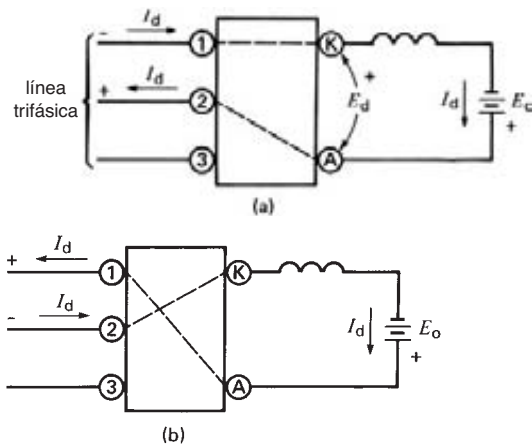 − I_d 1 K
línea trifásica
+ I_d 2 + E_d I_d E_o +
3 A
(a)
+ I_d 1 K
− I_d 2 I_d E_o +
3 A
(b)